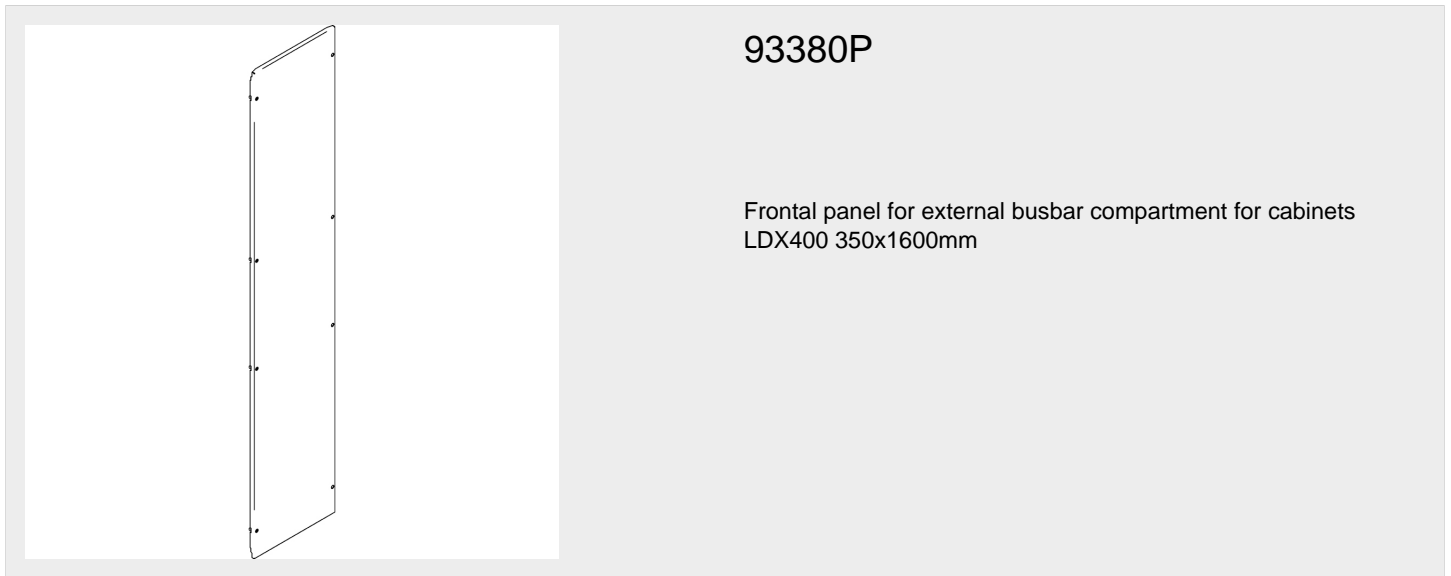 93380P
Frontal panel for external busbar compartment for cabinets
LDX400 350x1600mm